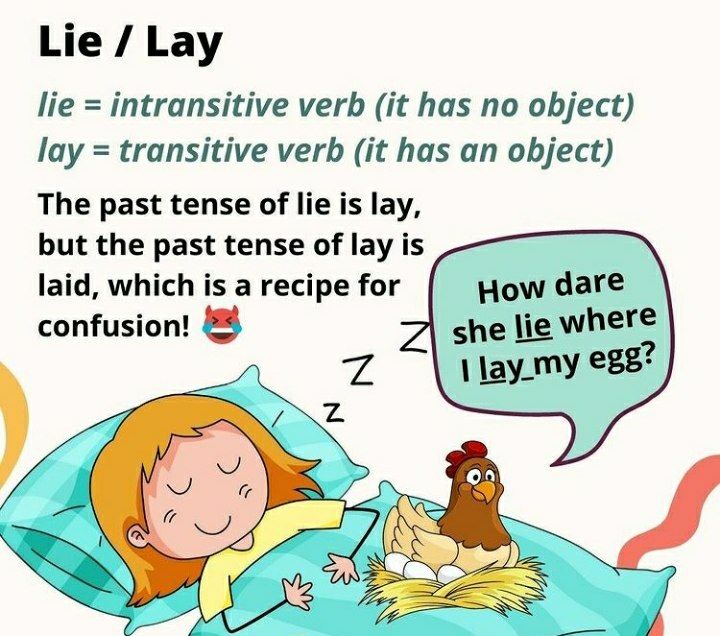 Lie / Lay
lie = intransitive verb (it has no object)
lay = transitive verb (it has an object)
The past tense of lie is lay,
but the past tense of lay is
laid, which is a recipe for
confusion! 😈😂
How dare
she lie where
I lay my egg?
Z
Z
Z